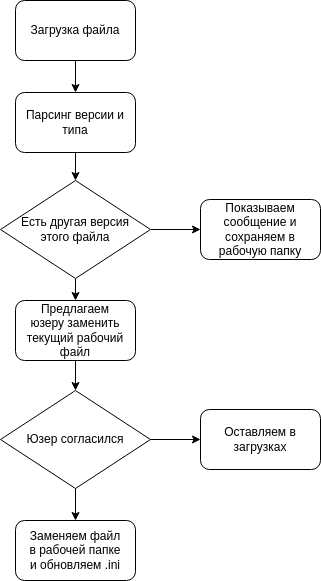 Загрузка файла
Парсинг версии и
типа
Есть другая версия
этого файла
Показываем
сообщение и
сохраняем в
рабочую папку
Предлагаем
юзеру заменить
текущий рабочий
файл
Юзер согласился
Оставляем в
загрузках
Заменяем файл
в рабочей папке
и обновляем .ini